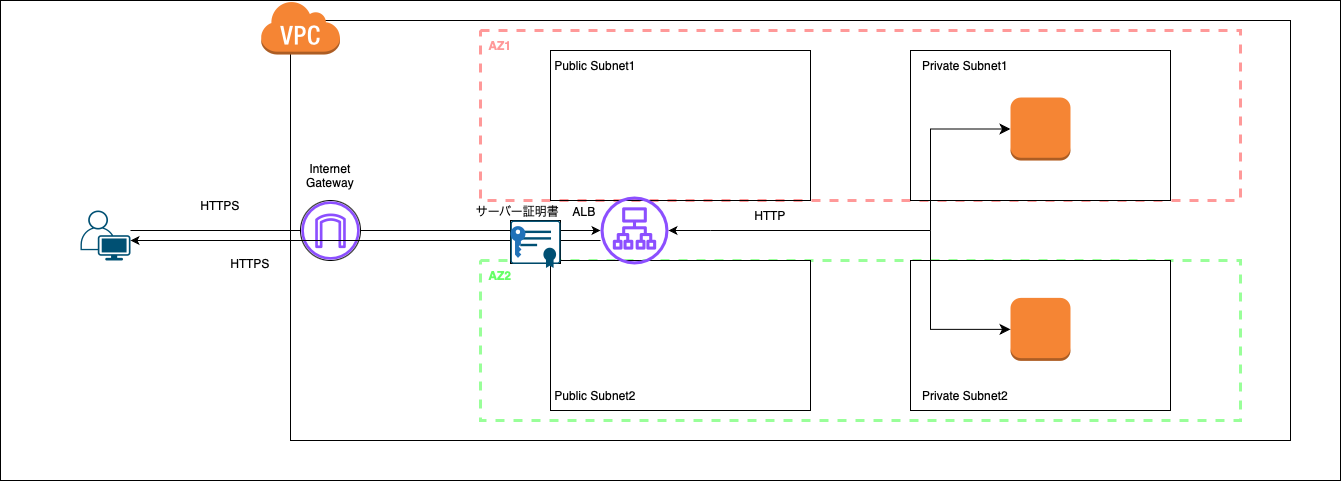 VPC
AZ1
Public Subnet1
Private Subnet1
Internet
Gateway
HTTPS
サーバー証明書
ALB
HTTP
HTTPS
AZ2
Public Subnet2
Private Subnet2